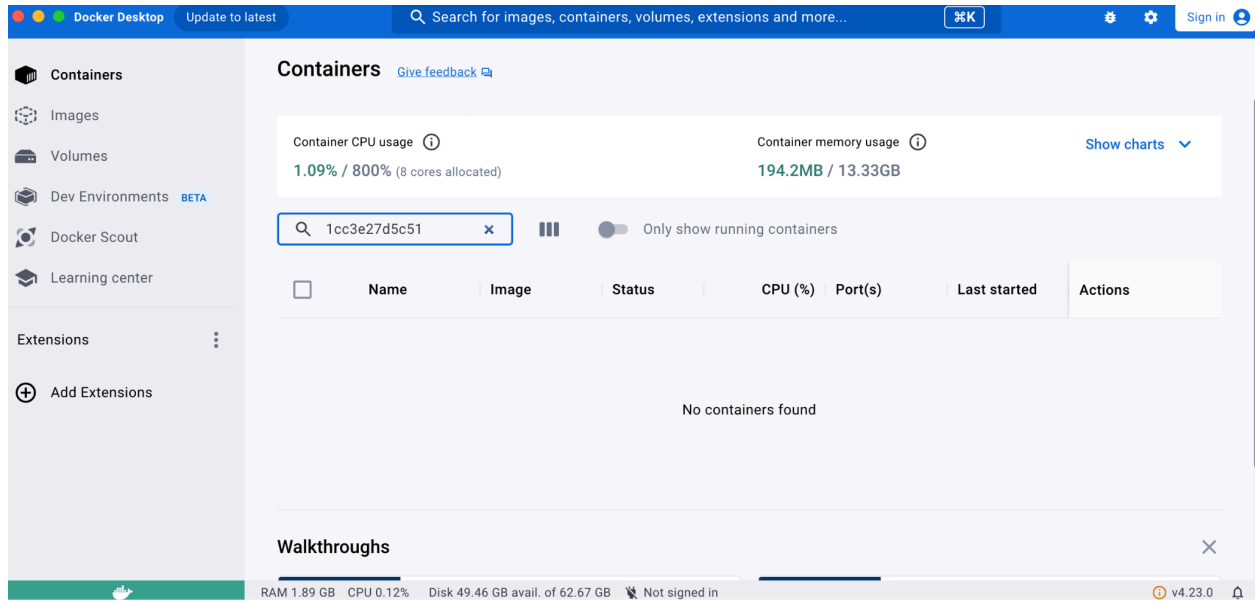 Docker Desktop Update to latest Search for images, containers, volumes, extensions and more... ⌘K Sign in
Containers
Images
Volumes
Dev Environments BETA
Docker Scout
Learning center
Extensions
Add Extensions
Containers Give feedback
Container CPU usage
1.09% / 800% (8 cores allocated)
Container memory usage
194.2MB / 13.33GB
Show charts
1cc3e27d5c51 Only show running containers
Name Image Status CPU (%) Port(s) Last started Actions
No containers found
Walkthroughs
RAM 1.89 GB CPU 0.12% Disk 49.46 GB avail. of 62.67 GB Not signed in v4.23.0